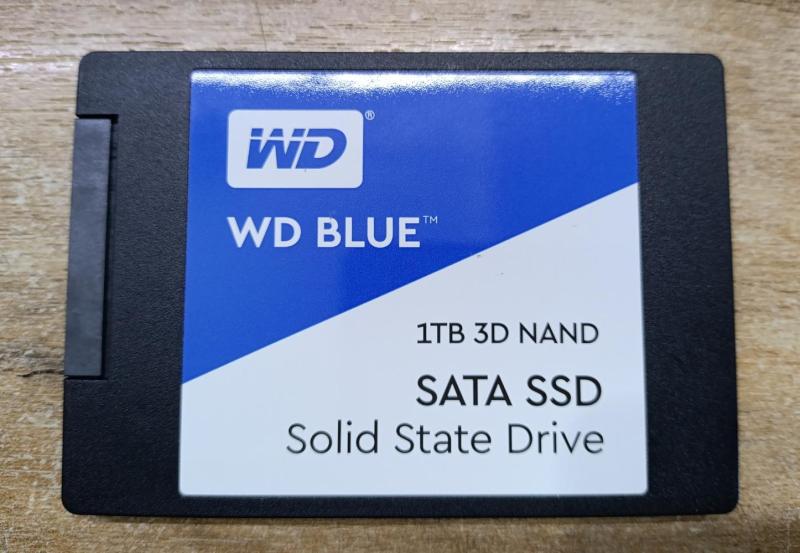 WD®
WD BLUE™
1TB 3D NAND
SATA SSD
Solid State Drive